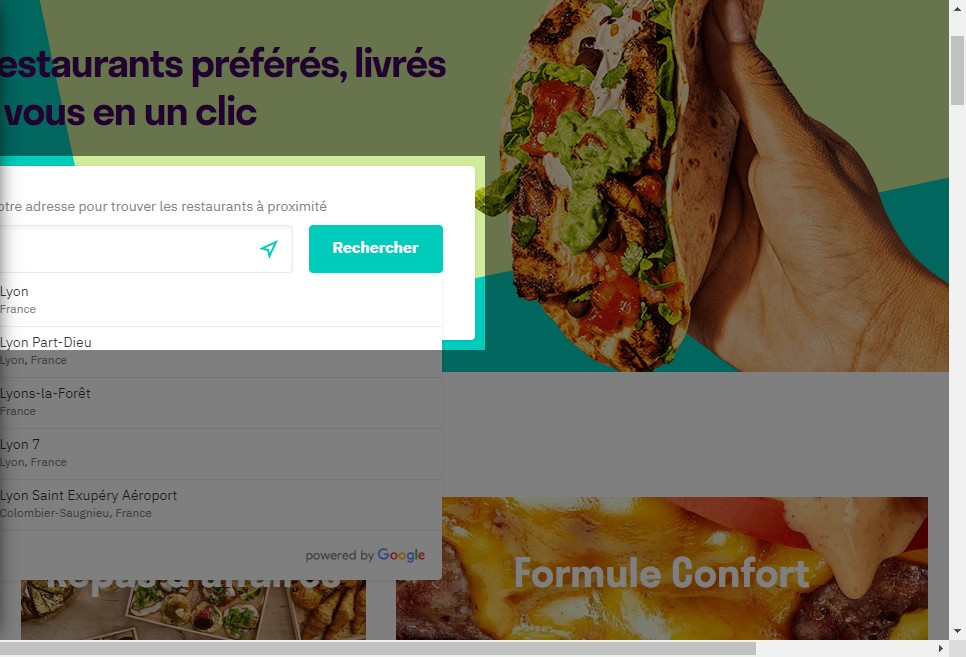 estaurants préférés, livrés
vous en un clic
otre adresse pour trouver les restaurants à proximité
Rechercher
Lyon
France
Lyon Part-Dieu
Lyon, France
Lyons-la-Forêt
France
Lyon 7
Lyon, France
Lyon Saint Exupéry Aéroport
Colombier-Saugnieu, France
powered by Google
Repas d'affaires
Formule Confort